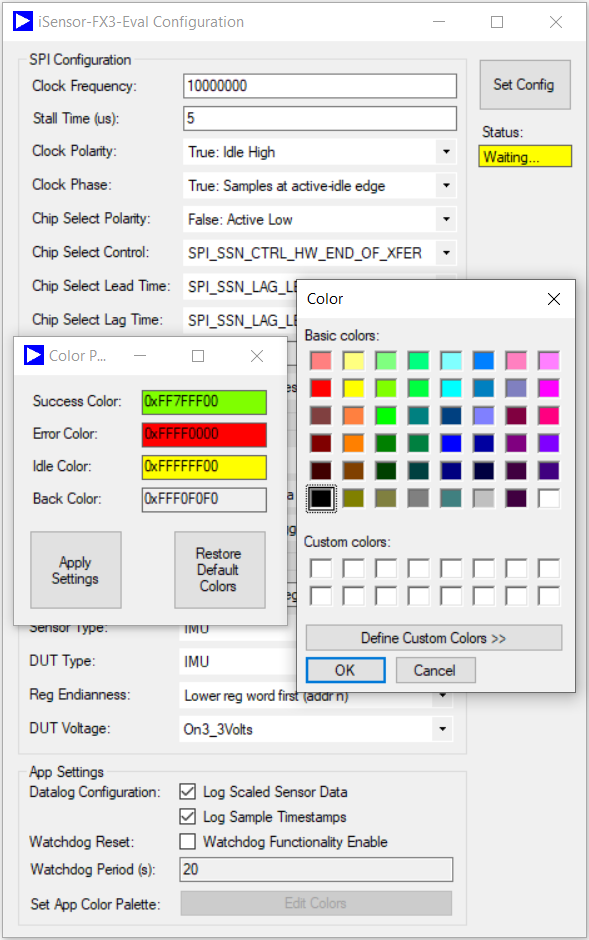 iSensor-FX3-Eval Configuration
SPI Configuration
Clock Frequency: 10000000
Set Config
Stall Time (us): 5
Status:
Clock Polarity: True: Idle High
Waiting...
Clock Phase: True: Samples at active-idle edge
Chip Select Polarity: False: Active Low
Chip Select Control: SPI_SSN_CTRL_HW_END_OF_XFER
Chip Select Lead Time: SPI_SSN_LAG_LE
Chip Select Lag Time: SPI_SSN_LAG_LE
Color
Basic colors:
Custom colors:
Define Custom Colors >>
OK Cancel
Color P...
Success Color: 0xFF7FFF00
Error Color: 0xFFFF0000
Idle Color: 0xFFFFFF00
Back Color: 0xFFF0F0F0
Apply
Settings
Restore
Default
Colors
Sensor Type: IMU
DUT Type: IMU
Reg Endianness: Lower reg word first (addr n)
DUT Voltage: On3_3Volts
App Settings
Datalog Configuration: Log Scaled Sensor Data
Log Sample Timestamps
Watchdog Reset: Watchdog Functionality Enable
Watchdog Period (s): 20
Set App Color Palette: Edit Colors